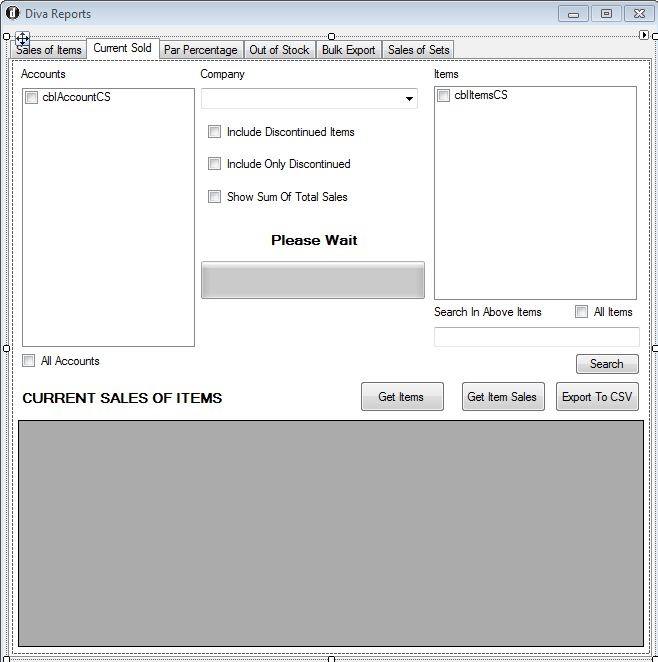 Diva Reports
Sales of Items Current Sold Par Percentage Out of Stock Bulk Export Sales of Sets
Accounts Company Items
cblAccountCS cblItemsCS
Include Discontinued Items
Include Only Discontinued
Show Sum Of Total Sales
Please Wait
Search In Above Items All Items
All Accounts Search
CURRENT SALES OF ITEMS Get Items Get Item Sales Export To CSV